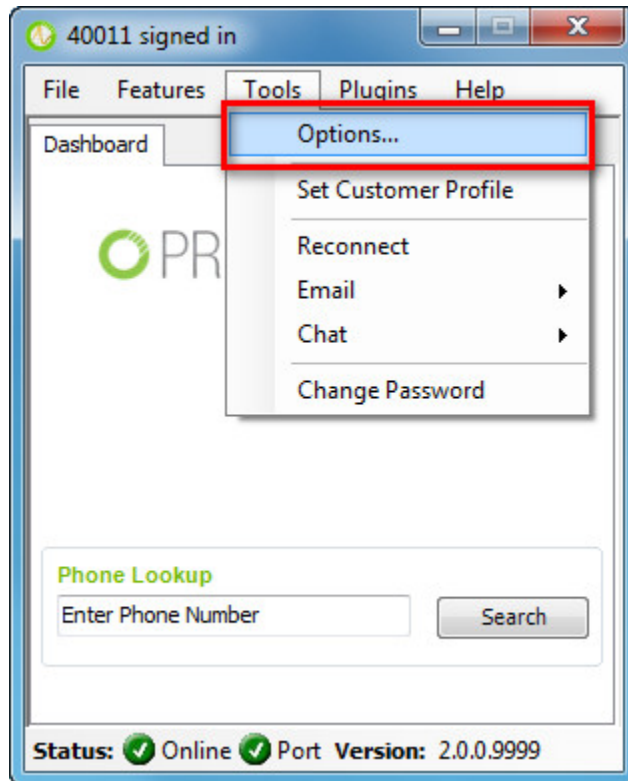 40011 signed in
File Features Tools Plugins Help
Dashboard
Options...
Set Customer Profile
Reconnect
Email
Chat
Change Password
PR
Phone Lookup
Enter Phone Number Search
Status: Online Port Version: 2.0.0.9999